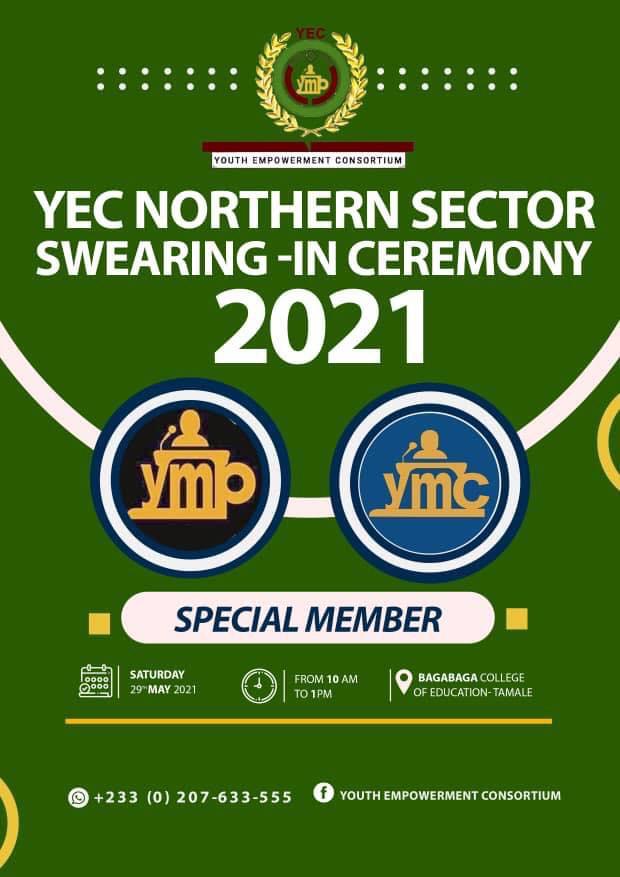 YEC
ymp
YOUTH EMPOWERMENT CONSORTIUM
YEC NORTHERN SECTOR
SWEARING -IN CEREMONY
2021
ymp
ymc
SPECIAL MEMBER
SATURDAY
29TH MAY 2021
FROM 10 AM
TO 1PM
BAGABAGA COLLEGE
OF EDUCATION- TAMALE
+233 (0) 207-633-555
YOUTH EMPOWERMENT CONSORTIUM